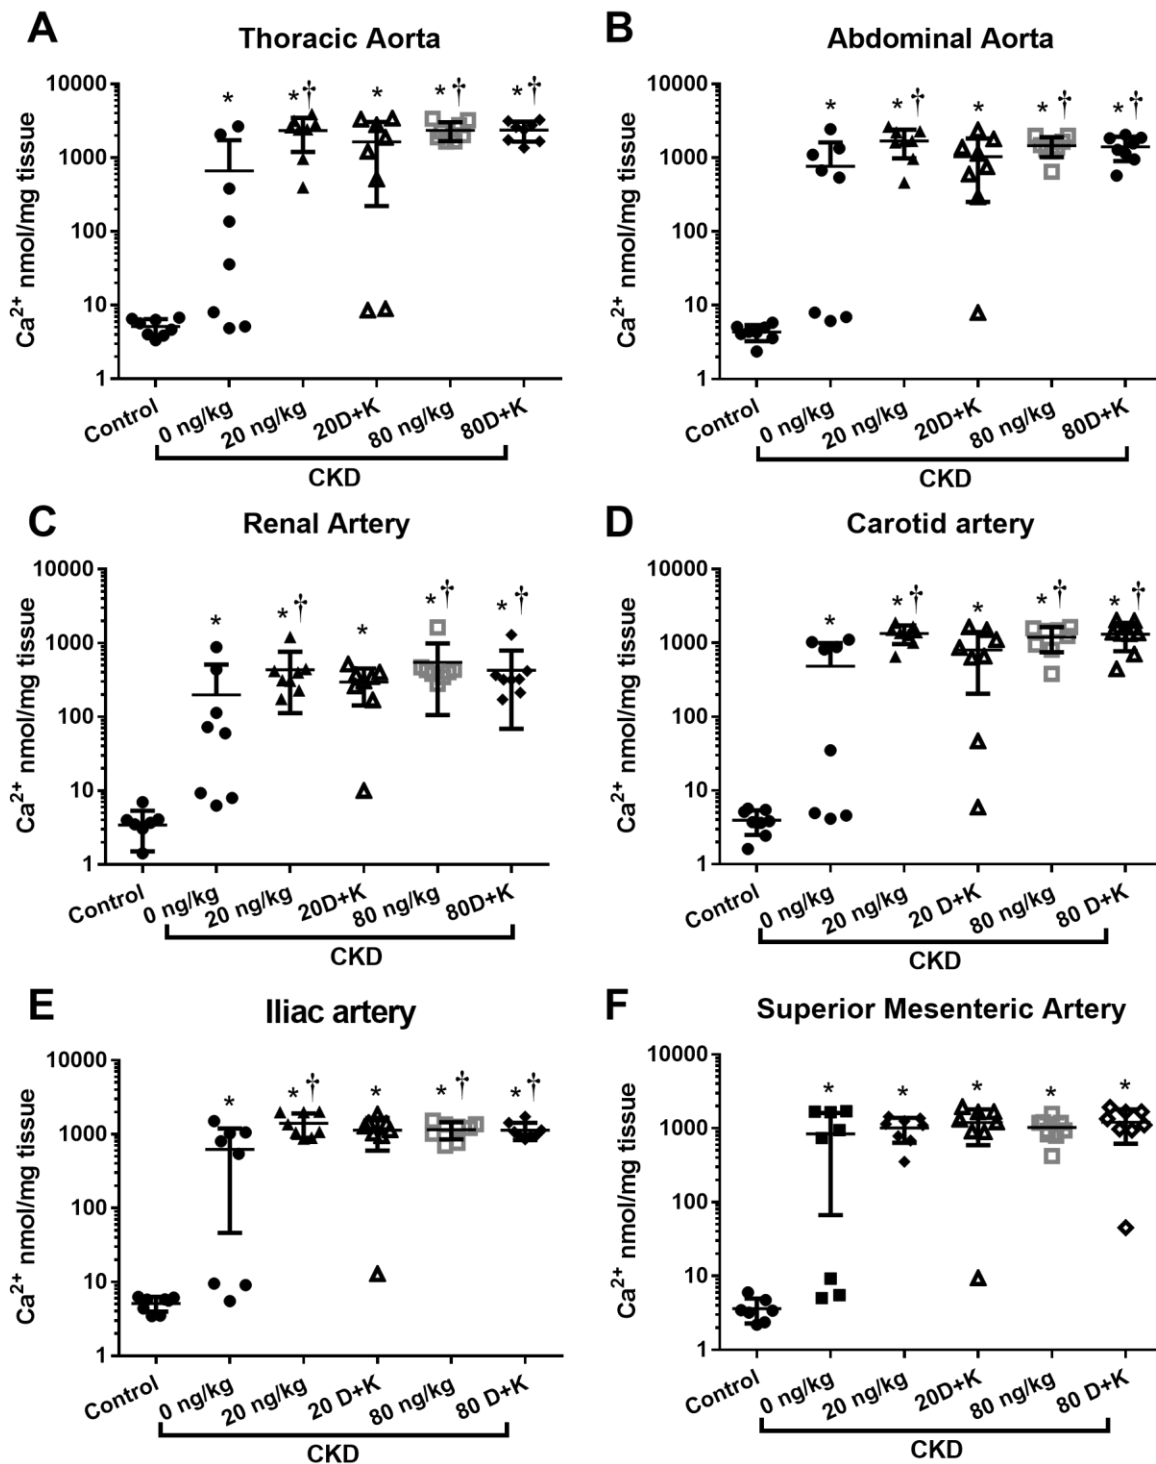 A
Thoracic Aorta
Ca²⁺ nmol/mg tissue
10000
1000
100
10
1
* * † * * † * †
Control
0 ng/kg
20 ng/kg
20D+K
80 ng/kg
80D+K
CKD
B
Abdominal Aorta
Ca²⁺ nmol/mg tissue
10000
1000
100
10
1
* * † * * † * †
Control
0 ng/kg
20 ng/kg
20D+K
80 ng/kg
80D+K
CKD
C
Renal Artery
Ca²⁺ nmol/mg tissue
10000
1000
100
10
1
* * † * * † * †
Control
0 ng/kg
20 ng/kg
20D+K
80 ng/kg
80D+K
CKD
D
Carotid artery
Ca²⁺ nmol/mg tissue
10000
1000
100
10
1
* * † * * † * †
Control
0 ng/kg
20 ng/kg
20 D+K
80 ng/kg
80 D+K
CKD
E
Iliac artery
Ca²⁺ nmol/mg tissue
10000
1000
100
10
1
* * † * * † * †
Control
0 ng/kg
20 ng/kg
20 D+K
80 ng/kg
80 D+K
CKD
F
Superior Mesenteric Artery
Ca²⁺ nmol/mg tissue
10000
1000
100
10
1
* * * * *
Control
0 ng/kg
20 ng/kg
20D+K
80 ng/kg
80 D+K
CKD